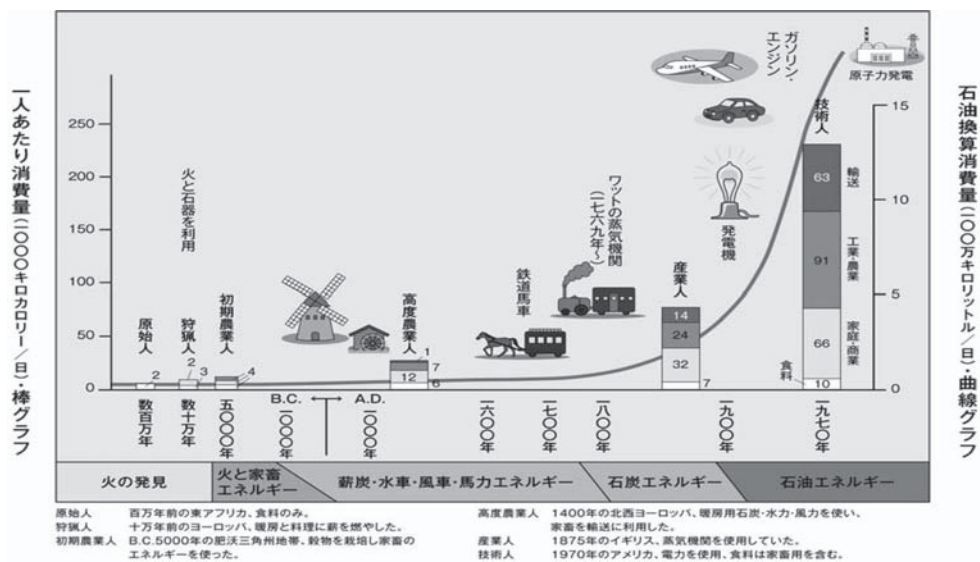 一人あたり消費量(一〇〇〇キロカロリー/日)・棒グラフ
250
200
150
100
50
0
原始人
2
火と石器を利用
狩猟人
2
3
初期農業人
4
高度農業人
1
7
12
6
鉄道馬車
ワットの蒸気機関
(一七六九年〜)
産業人
14
24
32
7
ガソリン・
エンジン
発電機
原子力発電
技術人
63
91
66
10
輸送
工業・農業
家庭・商業
食料
15
10
5
0
石油換算消費量(一〇〇万キロリットル/日)・曲線グラフ
B.C.
A.D.
数百万年
数十万年
五〇〇〇年
一〇〇〇年
一〇〇〇年
一六〇〇年
一七〇〇年
一八〇〇年
一九〇〇年
一九七〇年
火の発見
火と家畜
エネルギー
薪炭・水車・風車・馬力エネルギー
石炭エネルギー
石油エネルギー
原始人 百万年前の東アフリカ、食料のみ。
狩猟人 十万年前のヨーロッパ、暖房と料理に薪を燃やした。
初期農業人 B.C.5000年の肥沃三角州地帯、穀物を栽培し家畜の
エネルギーを使った。
高度農業人 1400年の北西ヨーロッパ、暖房用石炭・水力・風力を使い、
家畜を輸送に利用した。
産業人 1875年のイギリス、蒸気機関を使用していた。
技術人 1970年のアメリカ、電力を使用、食料は家畜用を含む。